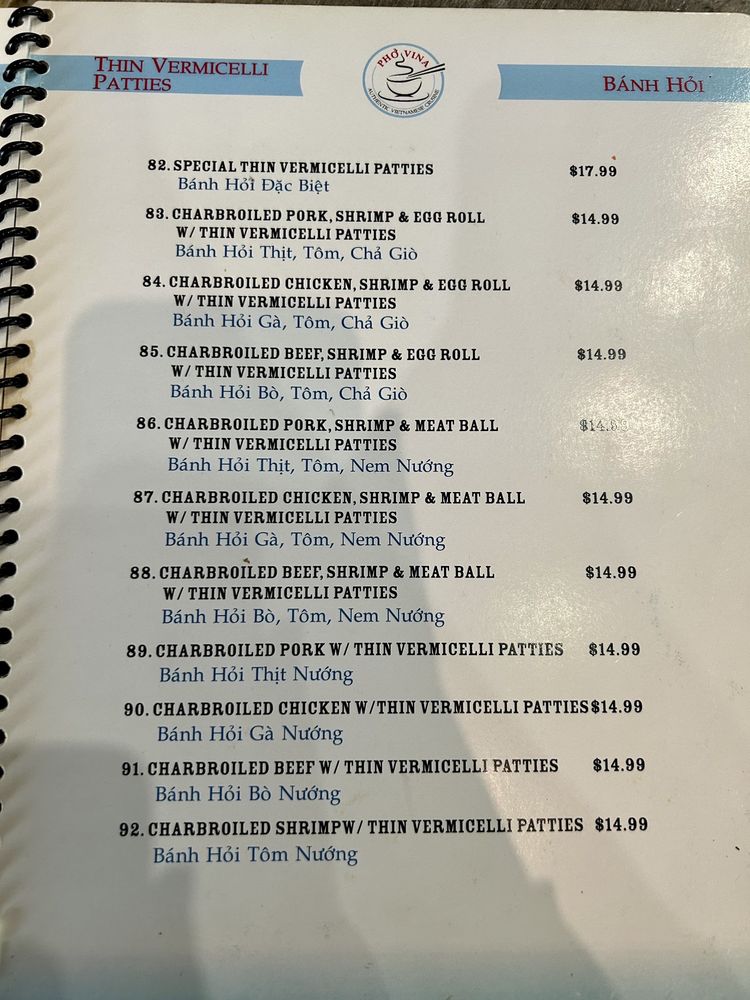 THIN VERMICELLI
PATTIES
PHỞ VINA
AUTHENTIC VIETNAMESE CUISINE
BÁNH HỎI
82. SPECIAL THIN VERMICELLI PATTIES $17.99
Bánh Hỏi Đặc Biệt
83. CHARBROILED PORK, SHRIMP & EGG ROLL $14.99
W/ THIN VERMICELLI PATTIES
Bánh Hỏi Thịt, Tôm, Chả Giò
84. CHARBROILED CHICKEN, SHRIMP & EGG ROLL $14.99
W/ THIN VERMICELLI PATTIES
Bánh Hỏi Gà, Tôm, Chả Giò
85. CHARBROILED BEEF, SHRIMP & EGG ROLL $14.99
W/ THIN VERMICELLI PATTIES
Bánh Hỏi Bò, Tôm, Chả Giò
86. CHARBROILED PORK, SHRIMP & MEAT BALL $14.99
W/ THIN VERMICELLI PATTIES
Bánh Hỏi Thịt, Tôm, Nem Nướng
87. CHARBROILED CHICKEN, SHRIMP & MEAT BALL $14.99
W/ THIN VERMICELLI PATTIES
Bánh Hỏi Gà, Tôm, Nem Nướng
88. CHARBROILED BEEF, SHRIMP & MEAT BALL $14.99
W/ THIN VERMICELLI PATTIES
Bánh Hỏi Bò, Tôm, Nem Nướng
89. CHARBROILED PORK W/ THIN VERMICELLI PATTIES $14.99
Bánh Hỏi Thịt Nướng
90. CHARBROILED CHICKEN W/THIN VERMICELLI PATTIES $14.99
Bánh Hỏi Gà Nướng
91. CHARBROILED BEEF W/ THIN VERMICELLI PATTIES $14.99
Bánh Hỏi Bò Nướng
92. CHARBROILED SHRIMPW/ THIN VERMICELLI PATTIES $14.99
Bánh Hỏi Tôm Nướng